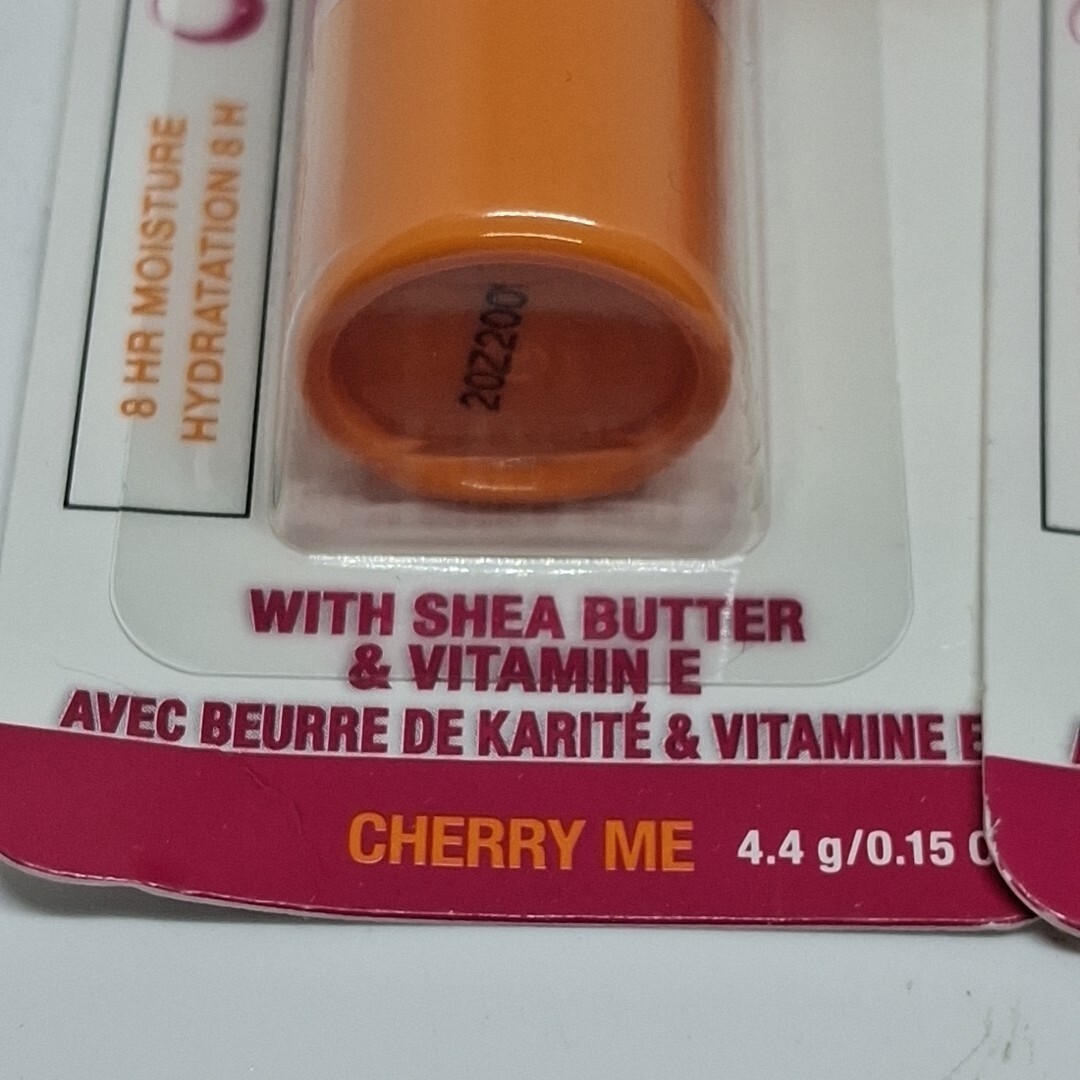 8 HR MOISTURE
HYDRATATION 8 H
20Z200
WITH SHEA BUTTER
& VITAMIN E
AVEC BEURRE DE KARITÉ & VITAMINE E
CHERRY ME 4.4 g/0.15